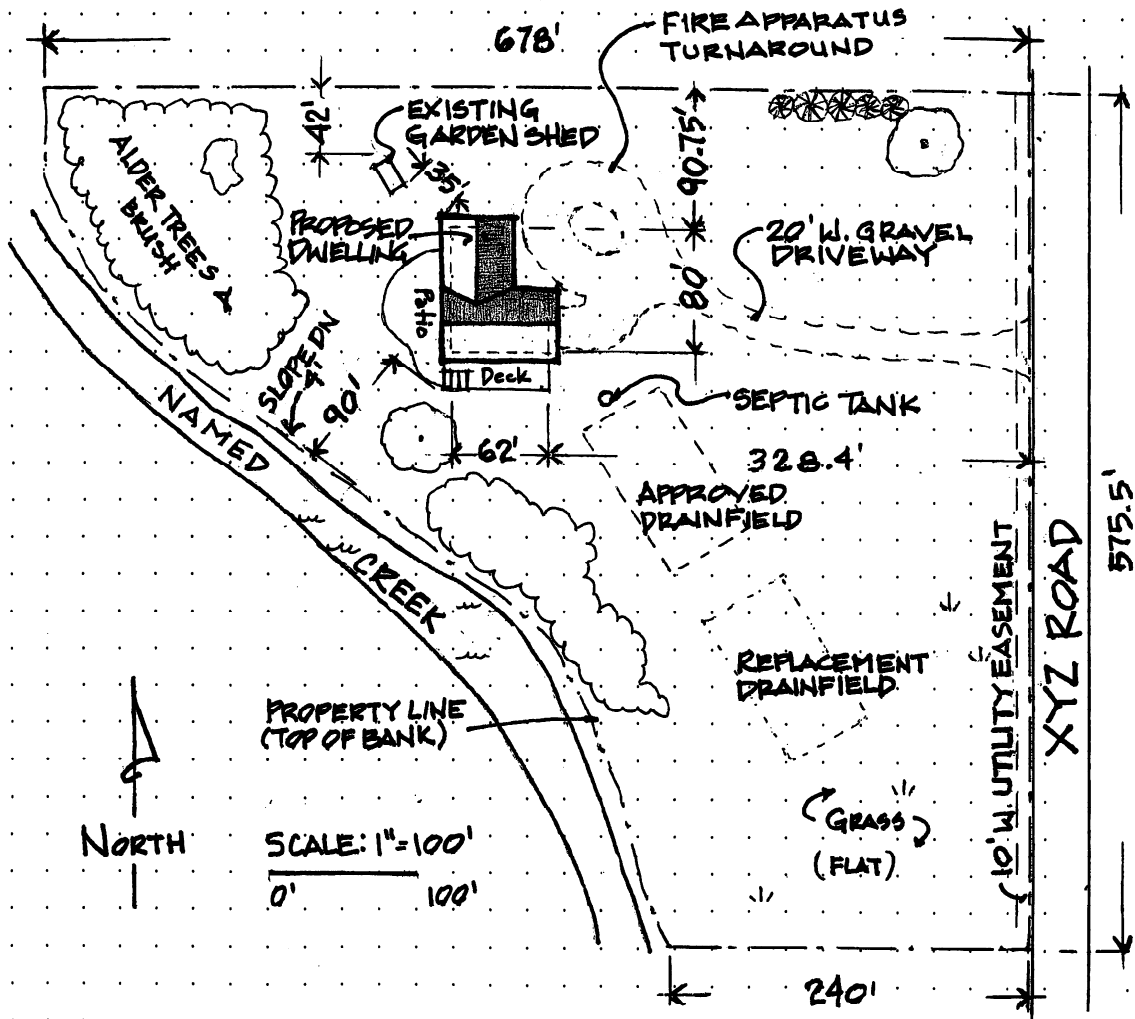 678'
FIRE APPARATUS
TURNAROUND
42'
EXISTING
GARDEN SHED
35'
90.75'
ALDER TREES &
BRUSH
PROPOSED
DWELLING
20' W. GRAVEL
DRIVEWAY
80'
Patio
SLOPE DN
4'
90'
Deck
SEPTIC TANK
62'
328.4'
NAMED
CREEK
APPROVED
DRAINFIELD
575.5'
XYZ ROAD
10' W. UTILITY EASEMENT
REPLACEMENT
DRAINFIELD
PROPERTY LINE
(TOP OF BANK)
GRASS
(FLAT)
NORTH
SCALE: 1"=100'
0' 100'
240'